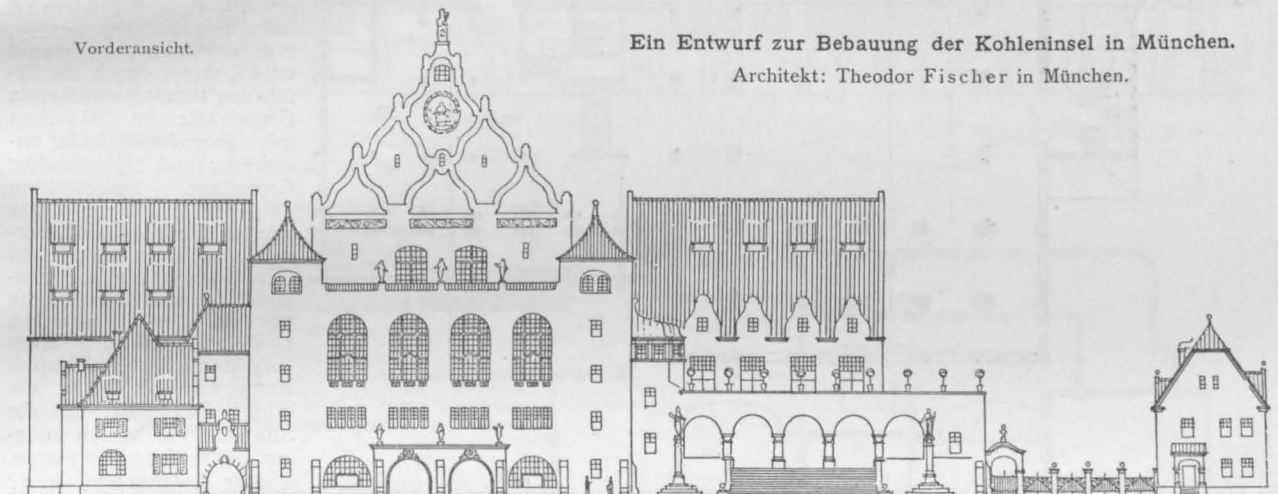 Vorderansicht.
Ein Entwurf zur Bebauung der Kohleninsel in München.
Architekt: Theodor Fischer in München.